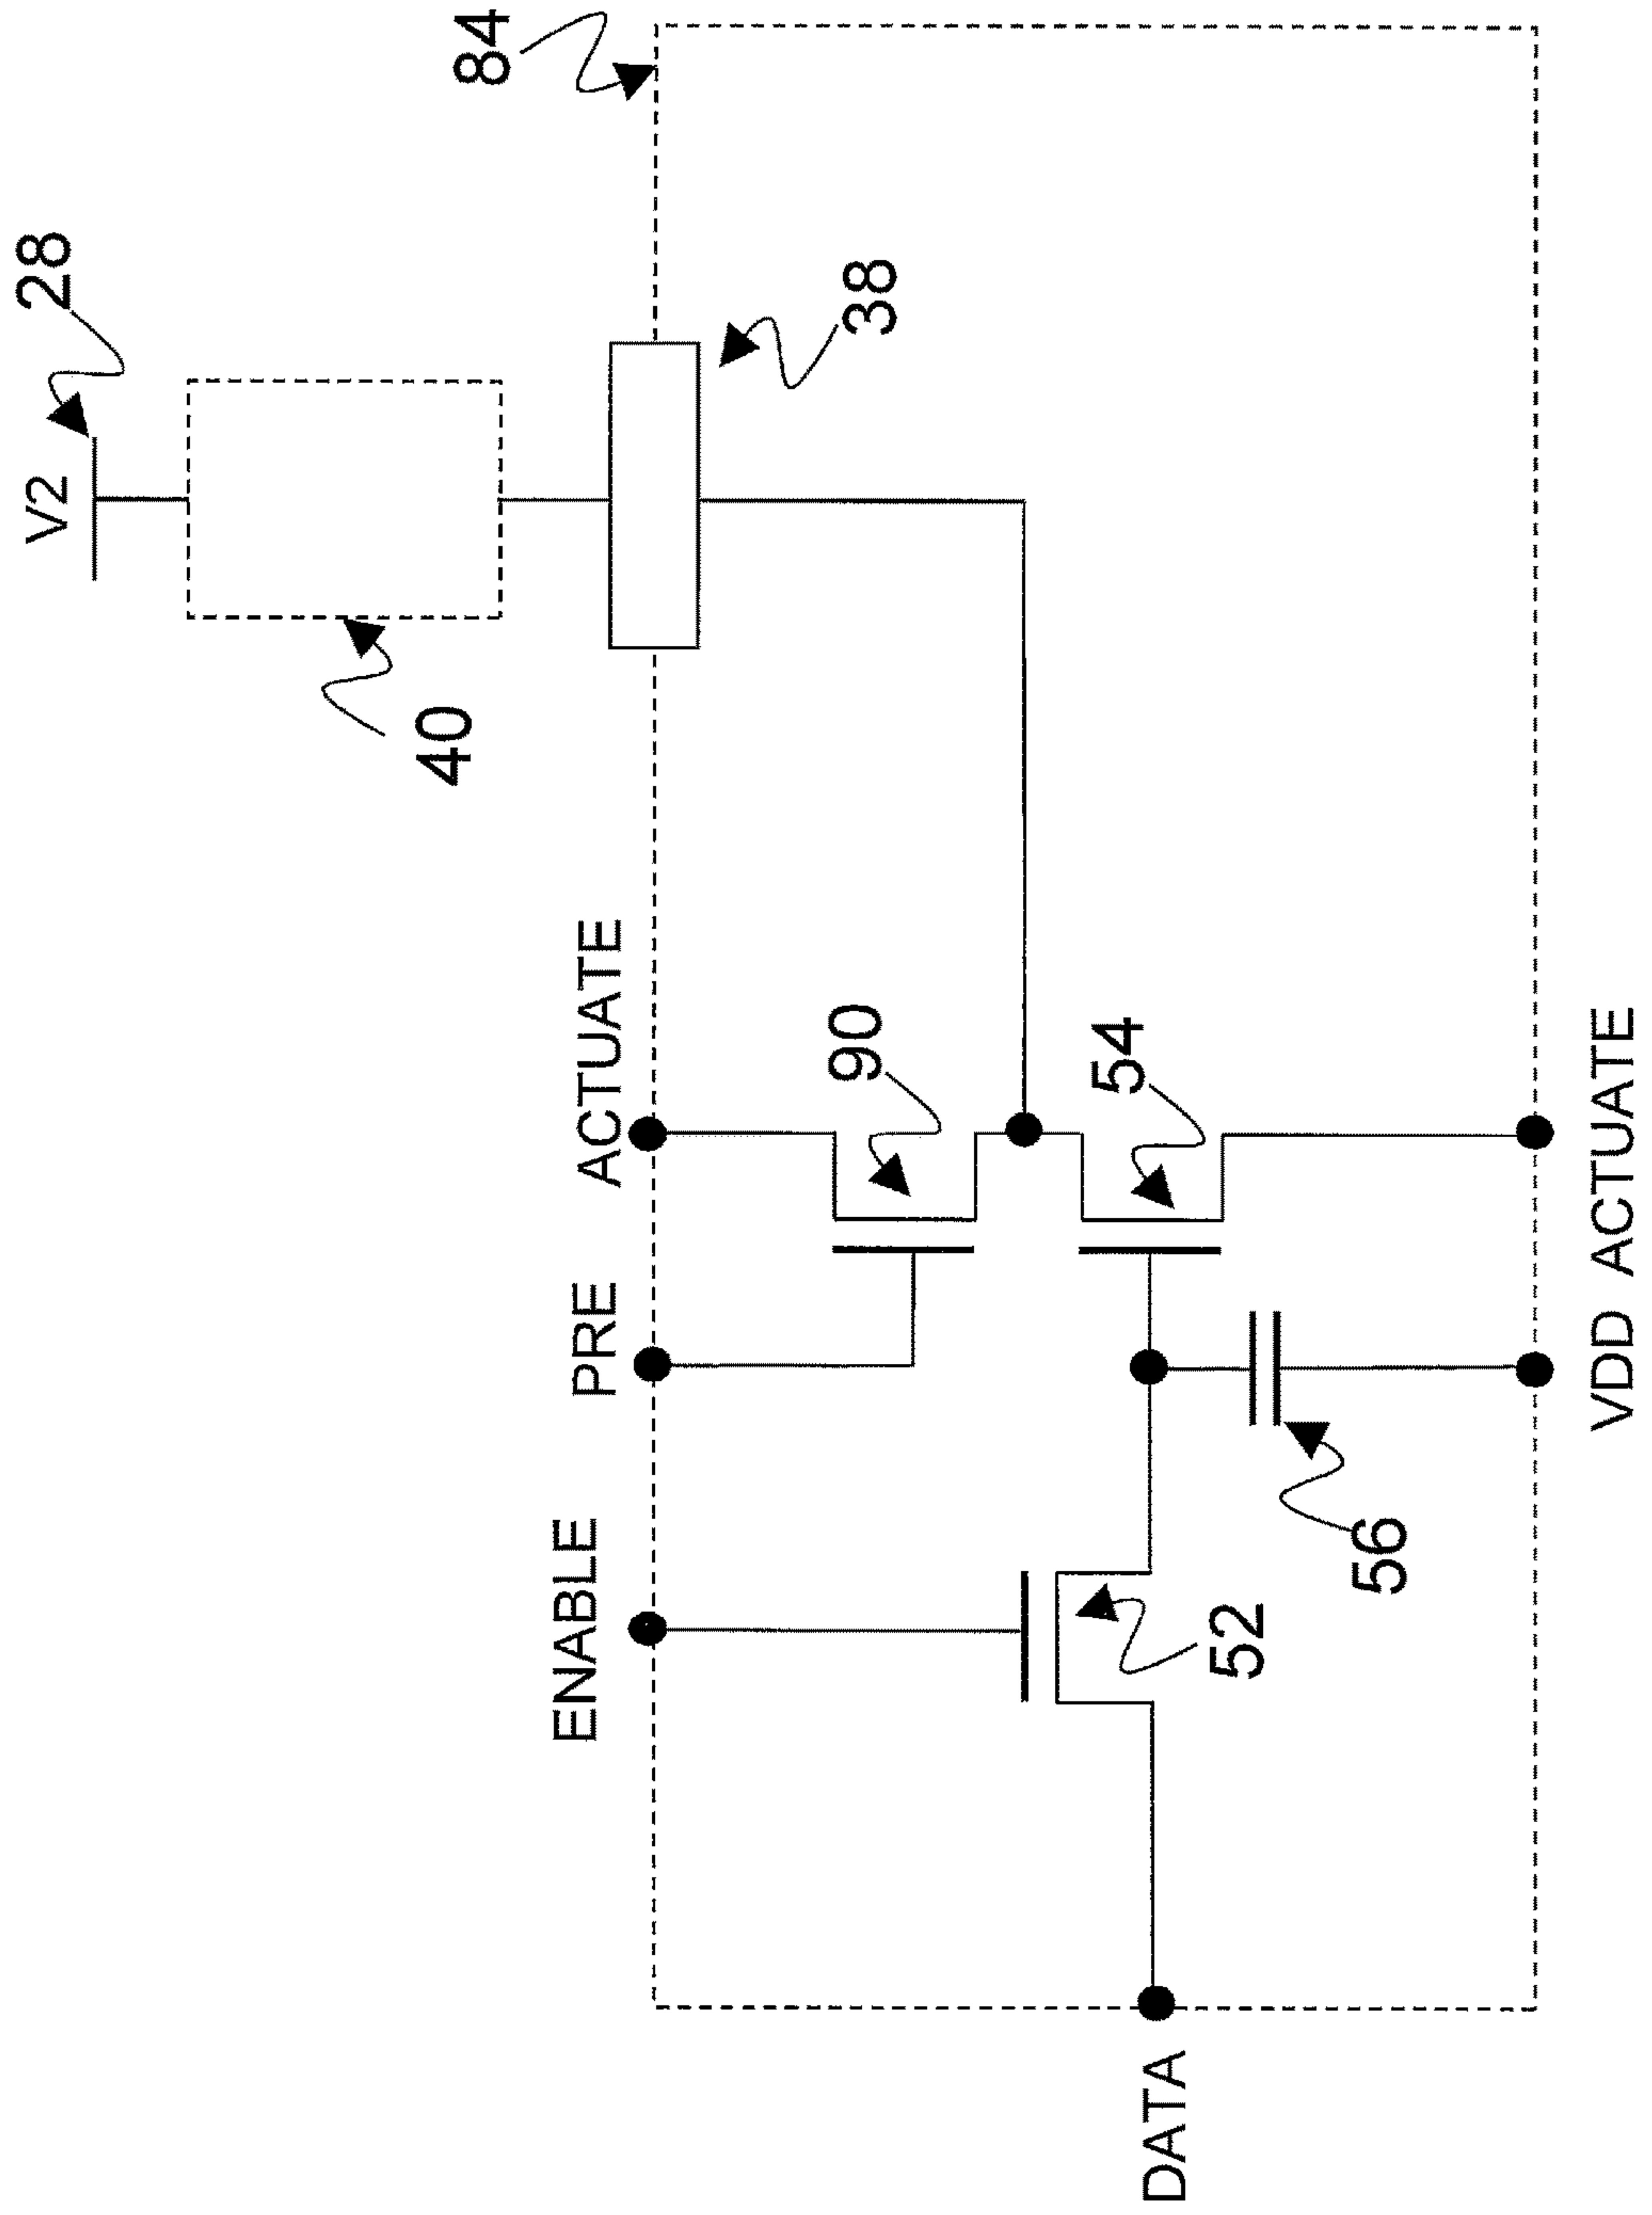 84
28
V2
38
40
ACTUATE
90
54
PRE
ENABLE
56
52
VDD ACTUATE
DATA